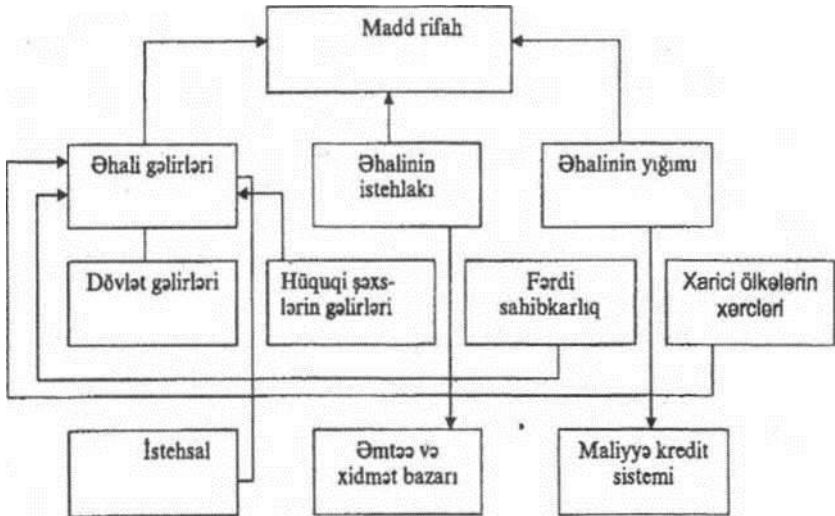 Madd rifah
Əhali gəlirləri
Əhalinin
istehlakı
Əhalinin yığımı
Dövlət gəlirləri
Hüquqi şəxs-
lərin gəlirləri
Fərdi
sahibkarlıq
Xarici ölkələrin
xərcləri
İstehsal
Əmtəə və
xidmət bazarı
Maliyyə kredit
sistemi